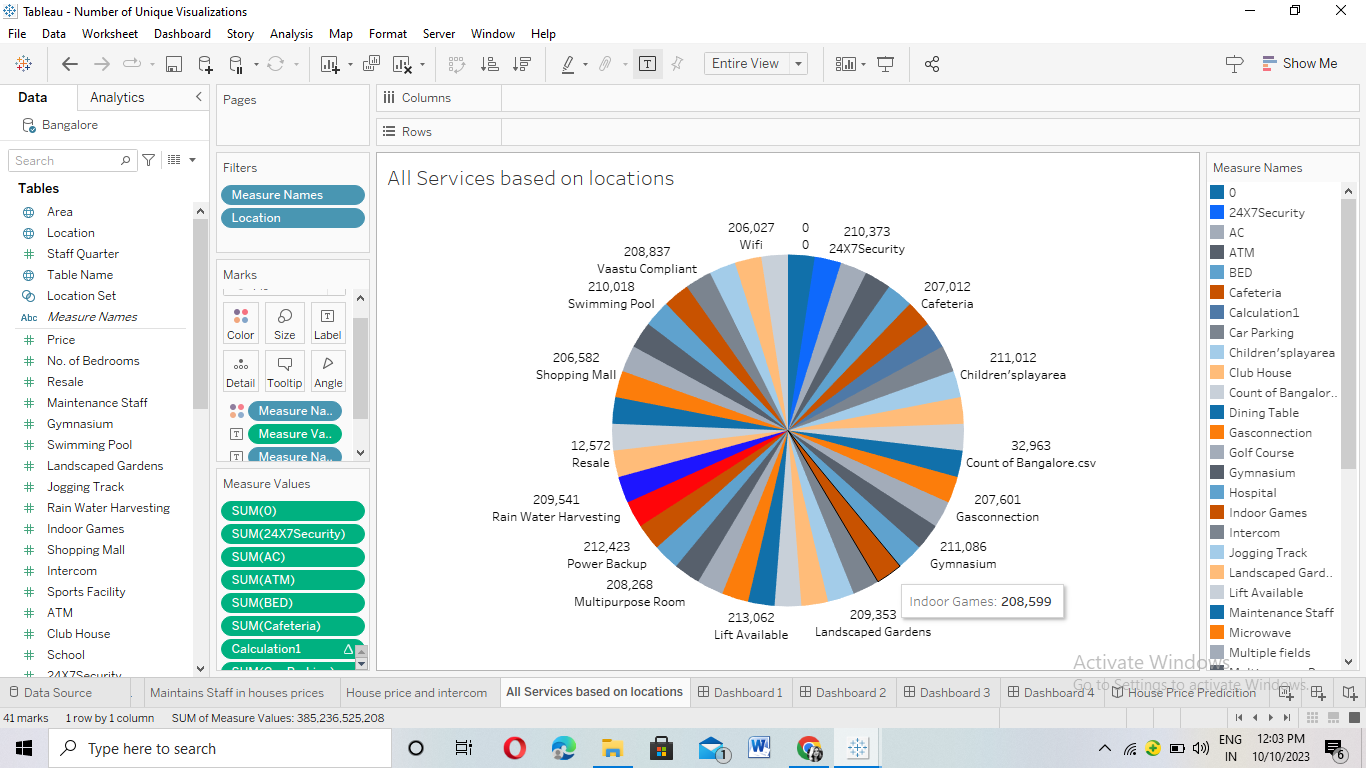 Tableau - Number of Unique Visualizations
File Data Worksheet Dashboard Story Analysis Map Format Server Window Help
Entire View
Show Me
Data Analytics
Bangalore
Search
Tables
Area
Location
Staff Quarter
Table Name
Location Set
Abc Measure Names
Price
No. of Bedrooms
Resale
Maintenance Staff
Gymnasium
Swimming Pool
Landscaped Gardens
Jogging Track
Rain Water Harvesting
Indoor Games
Shopping Mall
Intercom
Sports Facility
ATM
Club House
School
24X7Security
Pages
Filters
Measure Names
Location
Marks
Color Size Label
Detail Tooltip Angle
Measure Na..
Measure Va..
Measure Na..
Measure Values
SUM(0)
SUM(24X7Security)
SUM(AC)
SUM(ATM)
SUM(BED)
SUM(Cafeteria)
Calculation1
Columns
Rows
All Services based on locations
206,027
Wifi
0
0
210,373
24X7Security
208,837
Vaastu Compliant
210,018
Swimming Pool
207,012
Cafeteria
206,582
Shopping Mall
211,012
Children'splayarea
12,572
Resale
32,963
Count of Bangalore.csv
209,541
Rain Water Harvesting
207,601
Gasconnection
212,423
Power Backup
211,086
Gymnasium
208,268
Multipurpose Room
Indoor Games: 208,599
213,062
Lift Available
209,353
Landscaped Gardens
Measure Names
0
24X7Security
AC
ATM
BED
Cafeteria
Calculation1
Car Parking
Children'splayarea
Club House
Count of Bangalor..
Dining Table
Gasconnection
Golf Course
Gymnasium
Hospital
Indoor Games
Intercom
Jogging Track
Landscaped Gard..
Lift Available
Maintenance Staff
Microwave
Multiple fields
Activate Windows
Go to Settings to activate Windows.
Data Source Maintains Staff in houses prices House price and intercom All Services based on locations Dashboard 1 Dashboard 2 Dashboard 3 Dashboard 4 House Price Predicition
41 marks 1 row by 1 column SUM of Measure Values: 385,236,525,208
Type here to search
1
ENG
IN
12:03 PM
10/10/2023
6